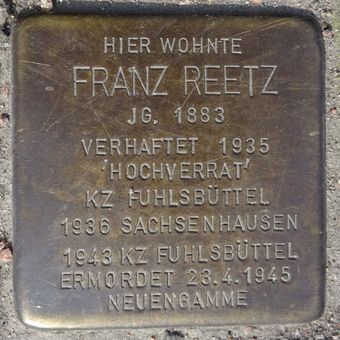 HIER WOHNTE
FRANZ REETZ
JG. 1883
VERHAFTET 1935
'HOCHVERRAT'
KZ FUHLSBÜTTEL
1936 SACHSENHAUSEN
1943 KZ FUHLSBÜTTEL
ERMORDET 23.4.1945
NEUENGAMME